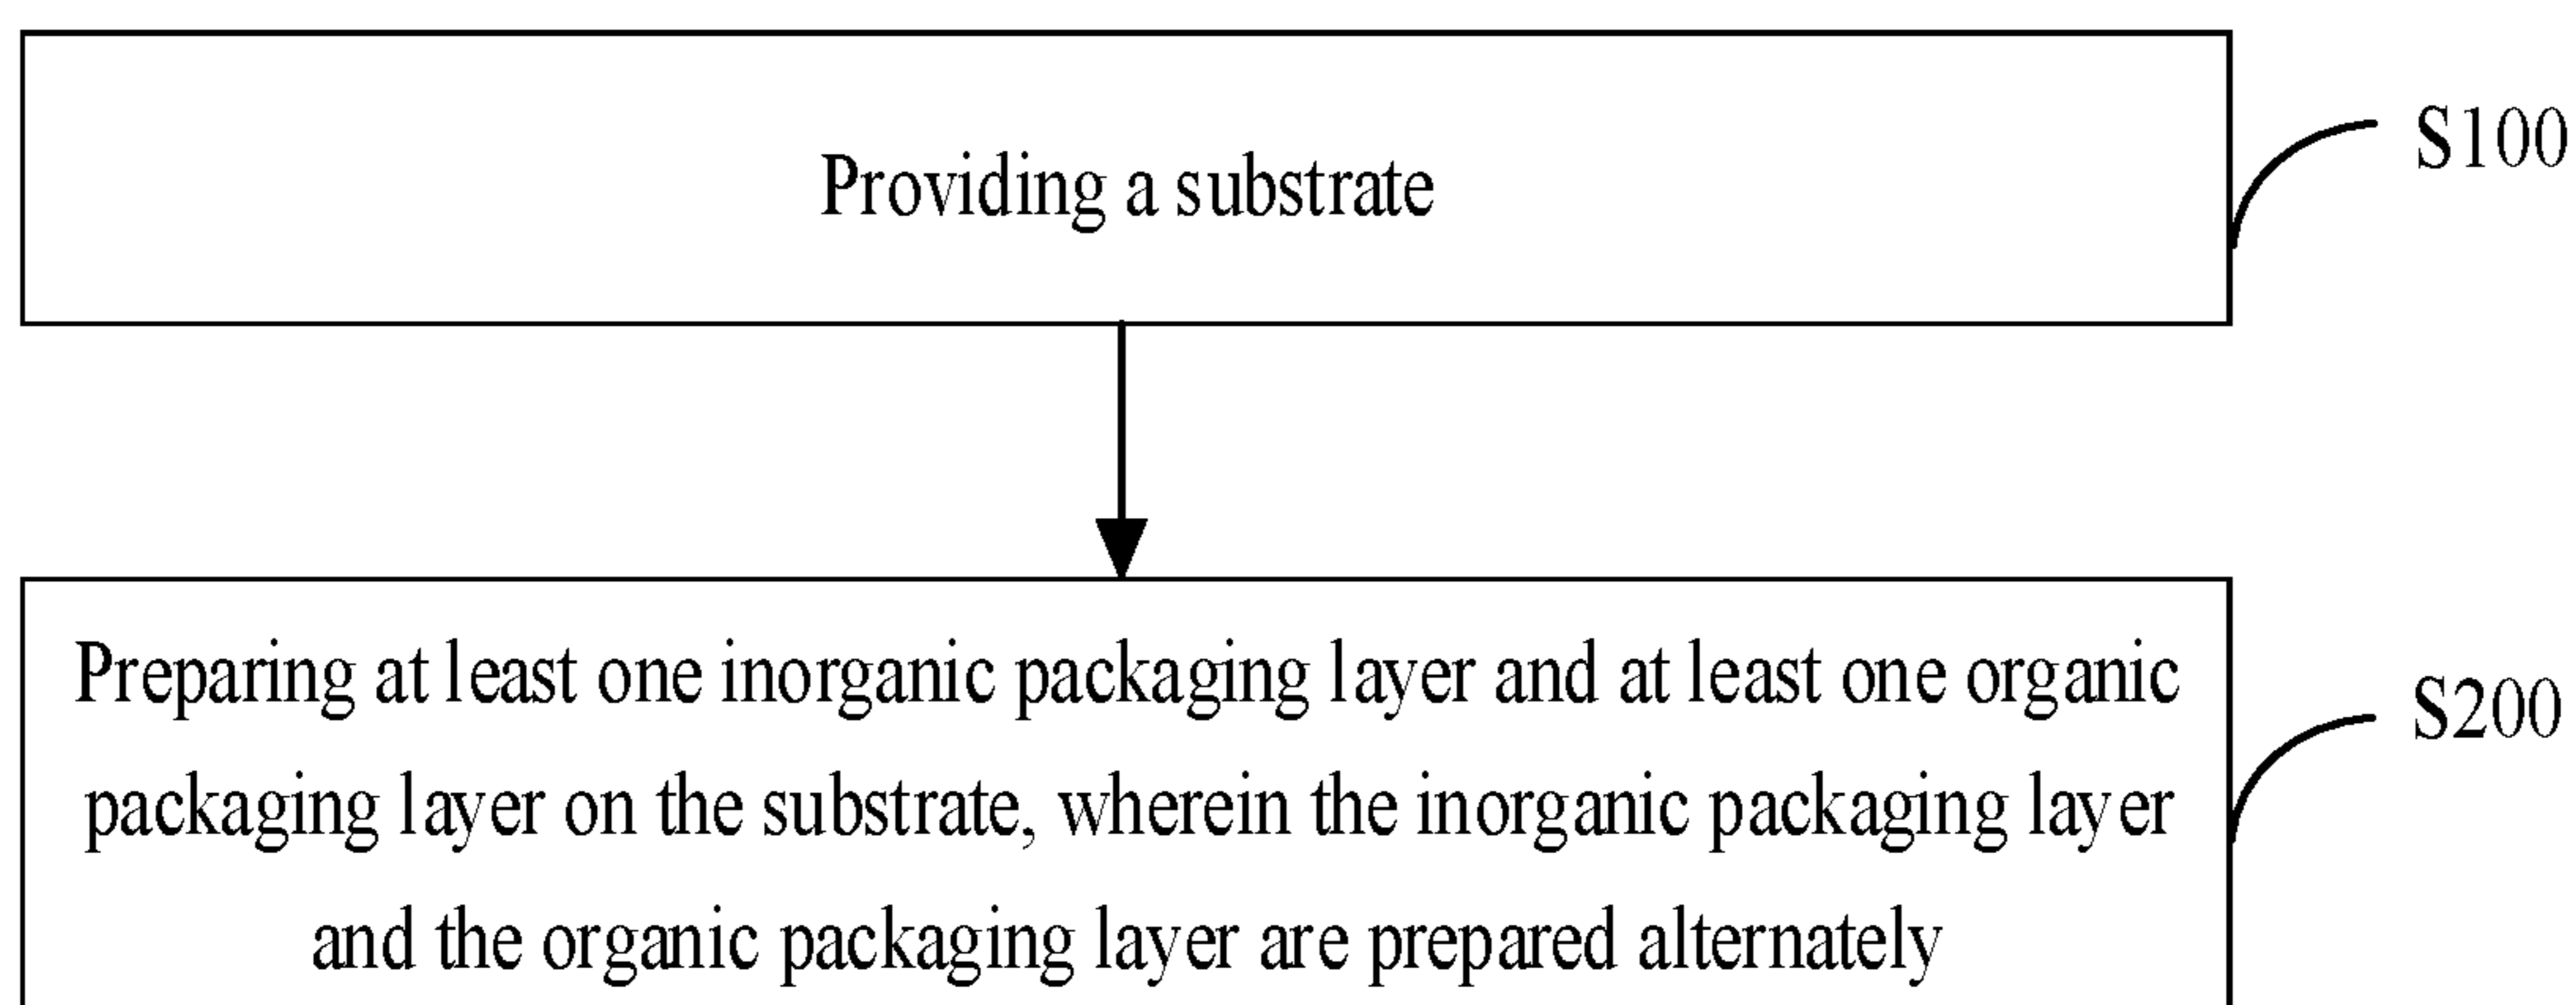 Providing a substrate
S100
Preparing at least one inorganic packaging layer and at least one organic
packaging layer on the substrate, wherein the inorganic packaging layer
and the organic packaging layer are prepared alternately
S200